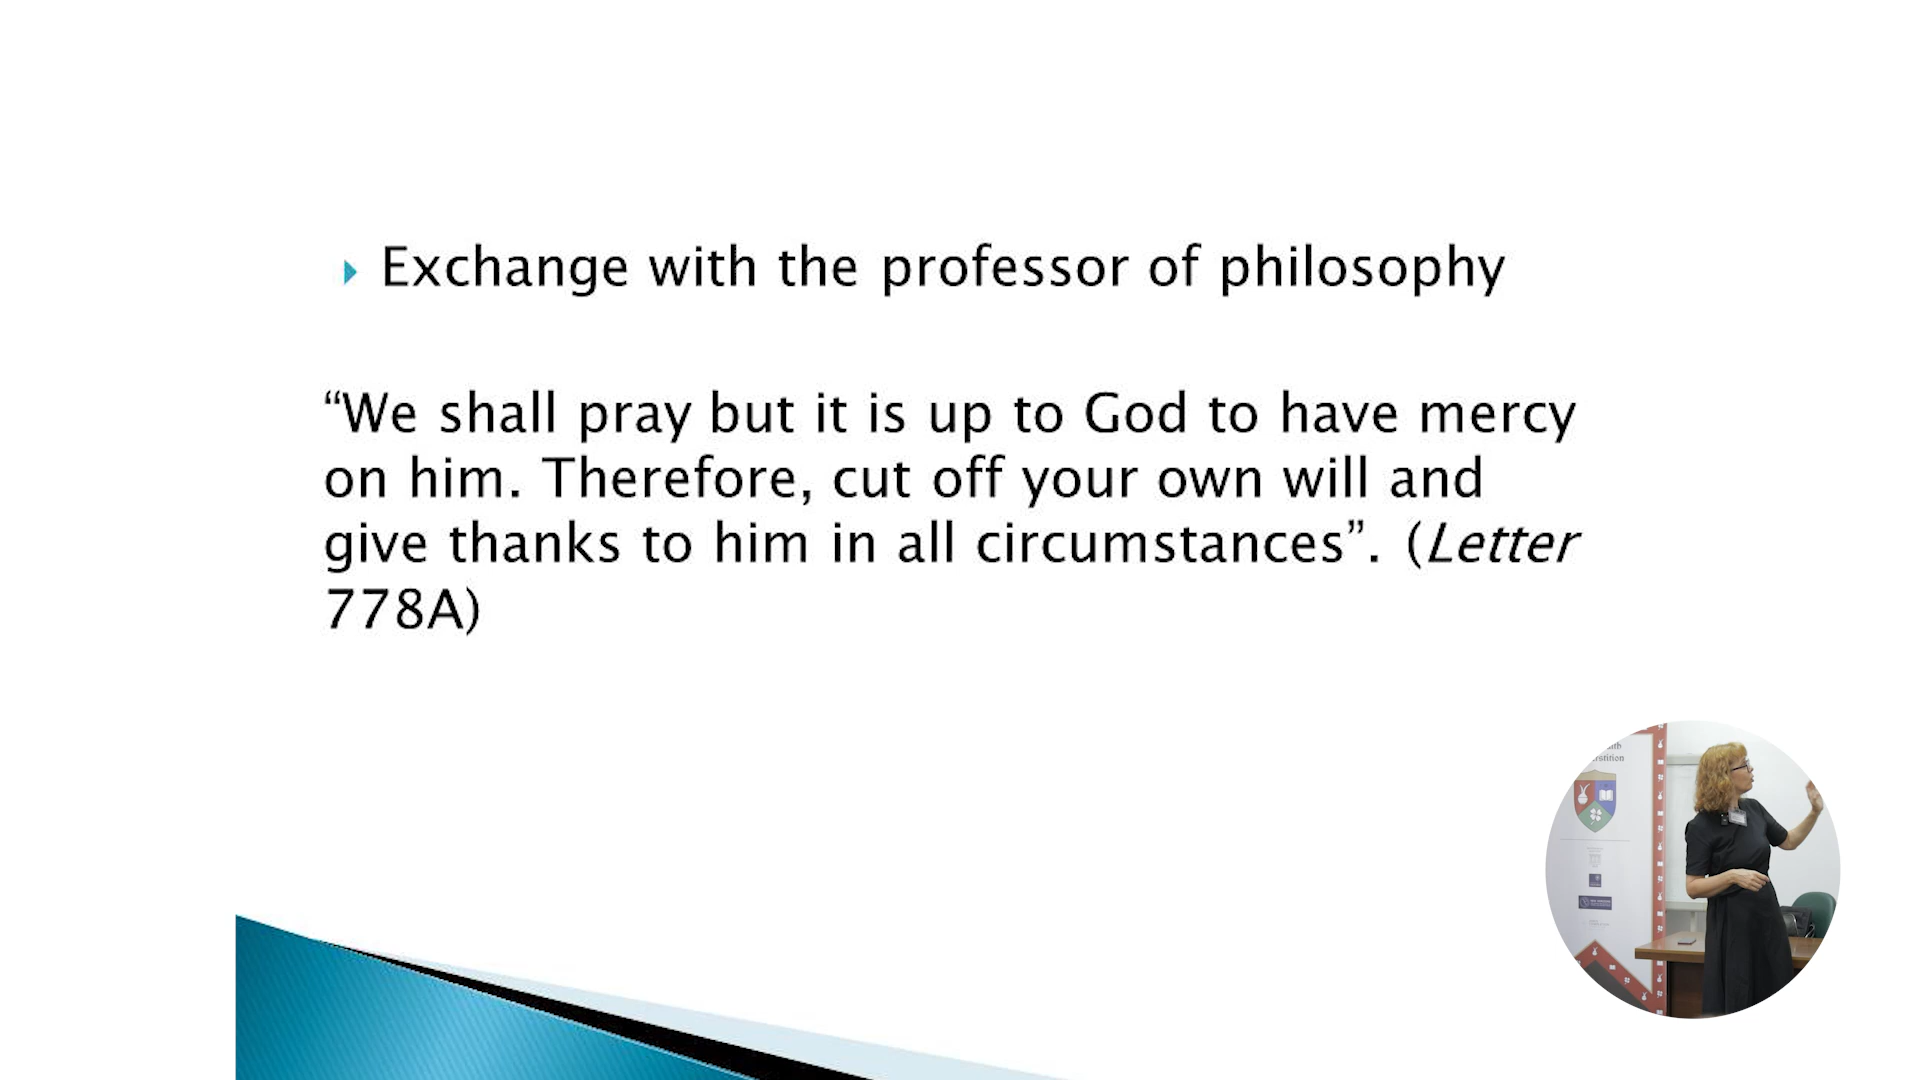 Exchange with the professor of philosophy
“We shall pray but it is up to God to have mercy
on him. Therefore, cut off your own will and
give thanks to him in all circumstances”. (Letter
778A)